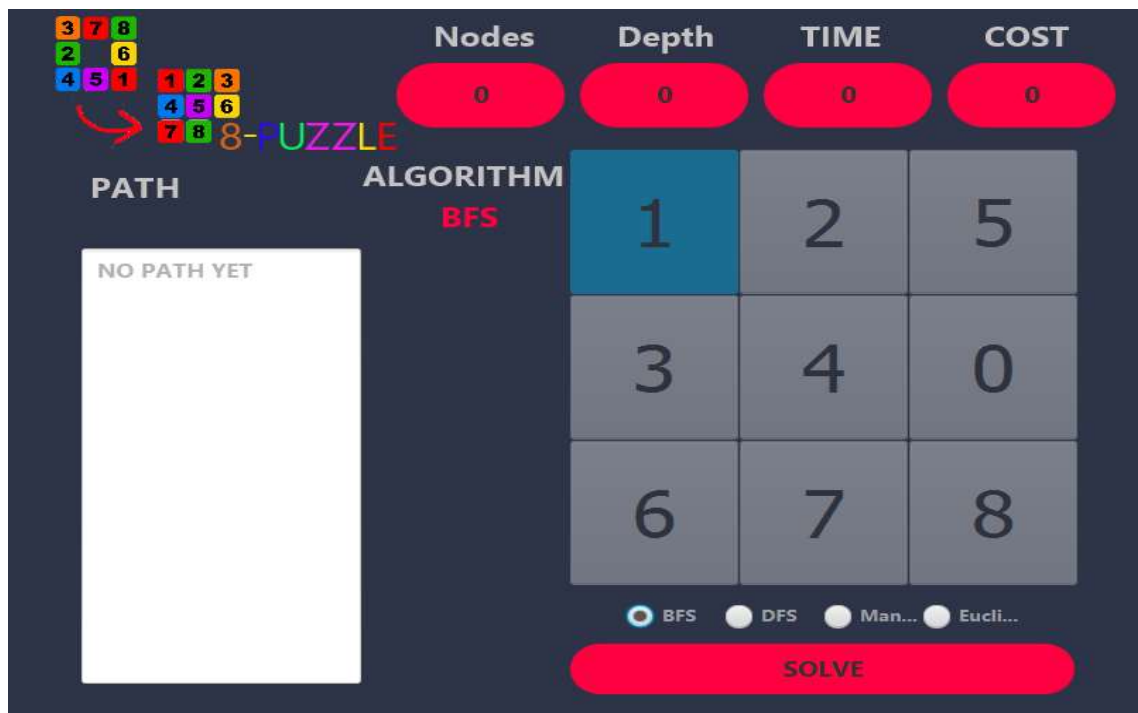 3 7 8
2 6
4 5 1
1 2 3
4 5 6
7 8
8-PUZZLE
Nodes Depth TIME COST
0 0 0 0
PATH
ALGORITHM
BFS
NO PATH YET
1 2 5
3 4 0
6 7 8
BFS DFS Man... Eucli...
SOLVE